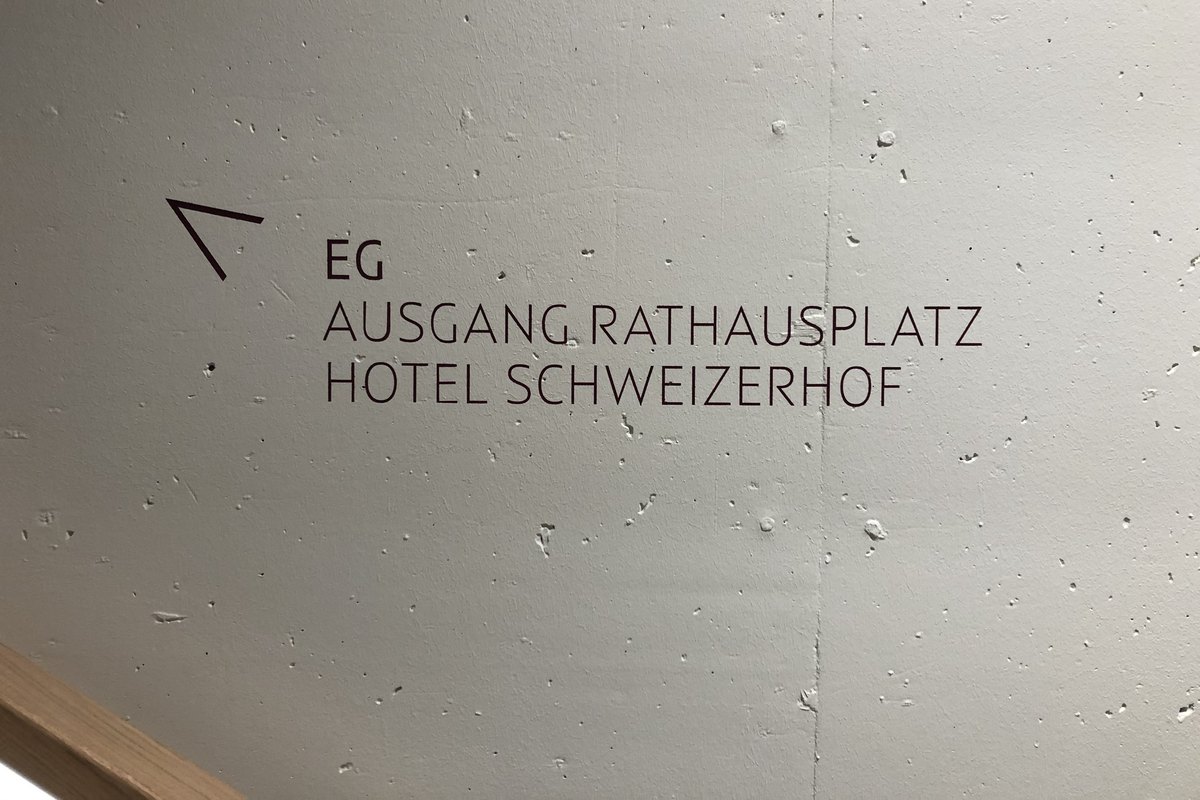 EG
AUSGANG RATHAUSPLATZ
HOTEL SCHWEIZERHOF